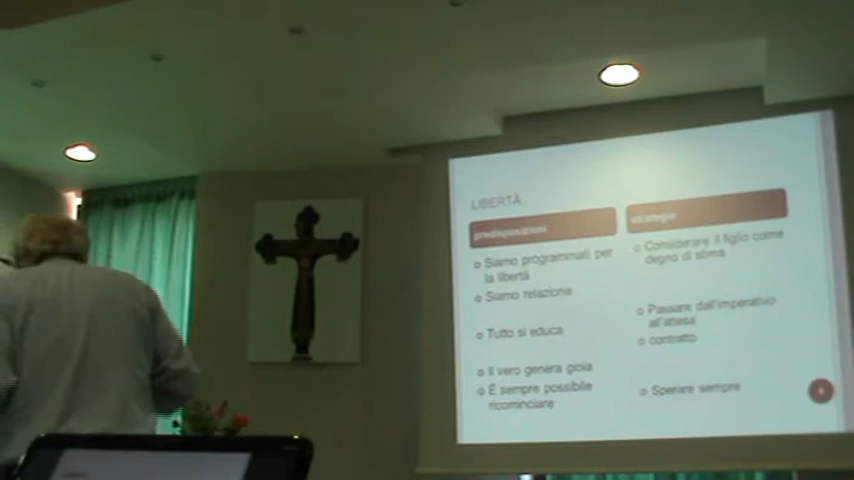 LIBERTÀ
predisposizioni
Siamo programmati per
la libertà
Siamo relazione
Tutto si educa
Il vero genera gioia
È sempre possibile
ricominciare
strategie
Considerare il figlio come
degno di stima
Passare dall'imperativo
all'attesa
contratto
Sperare sempre